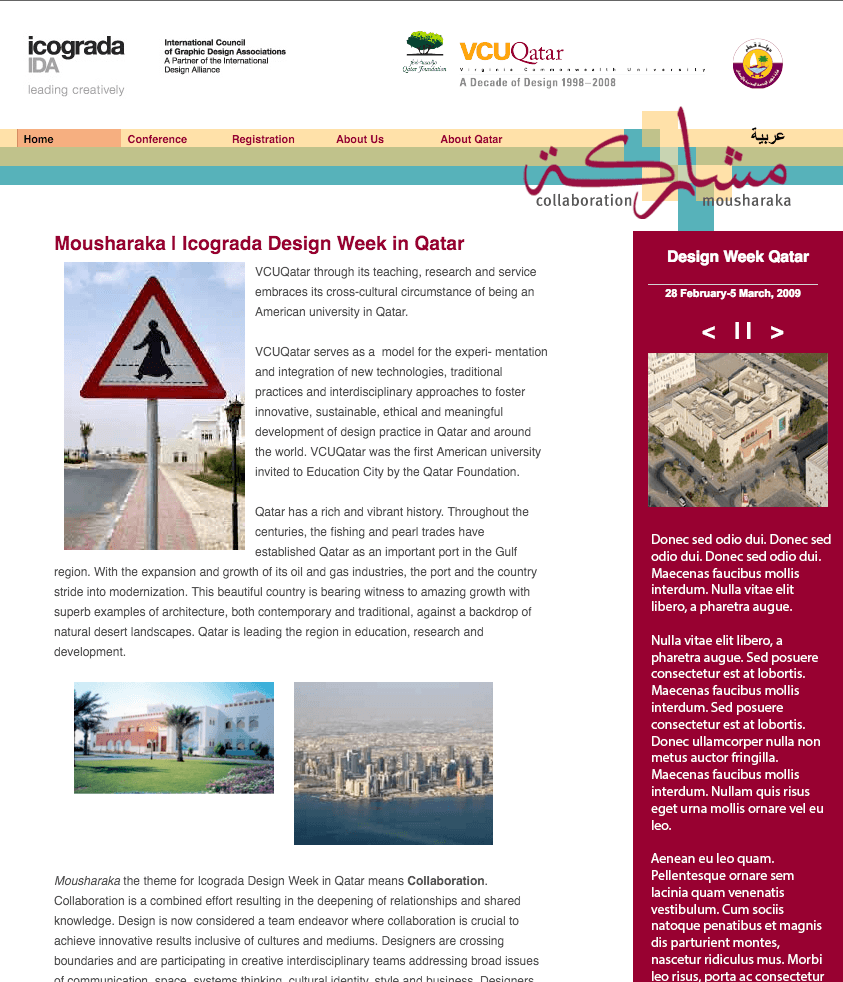 icograda
IDA
leading creatively
International Council
of Graphic Design Associations
A Partner of the International
Design Alliance
Qatar Foundation
VCUQatar
Virginia Commonwealth University
A Decade of Design 1998–2008
Home
Conference
Registration
About Us
About Qatar
عربية
مشاركة
collaboration
mousharaka
Mousharaka | Icograda Design Week in Qatar
VCUQatar through its teaching, research and service
embraces its cross-cultural circumstance of being an
American university in Qatar.
VCUQatar serves as a  model for the experi- mentation
and integration of new technologies, traditional
practices and interdisciplinary approaches to foster
innovative, sustainable, ethical and meaningful
development of design practice in Qatar and around
the world. VCUQatar was the first American university
invited to Education City by the Qatar Foundation.
Qatar has a rich and vibrant history. Throughout the
centuries, the fishing and pearl trades have
established Qatar as an important port in the Gulf
region. With the expansion and growth of its oil and gas industries, the port and the country
stride into modernization. This beautiful country is bearing witness to amazing growth with
superb examples of architecture, both contemporary and traditional, against a backdrop of
natural desert landscapes. Qatar is leading the region in education, research and
development.
Mousharaka the theme for Icograda Design Week in Qatar means Collaboration.
Collaboration is a combined effort resulting in the deepening of relationships and shared
knowledge. Design is now considered a team endeavor where collaboration is crucial to
achieve innovative results inclusive of cultures and mediums. Designers are crossing
boundaries and are participating in creative interdisciplinary teams addressing broad issues
of communication, space, systems thinking, cultural identity, style and business. Designers
Design Week Qatar
28 February-5 March, 2009
< || >
Donec sed odio dui. Donec sed
odio dui. Donec sed odio dui.
Maecenas faucibus mollis
interdum. Nulla vitae elit
libero, a pharetra augue.
Nulla vitae elit libero, a
pharetra augue. Sed posuere
consectetur est at lobortis.
Maecenas faucibus mollis
interdum. Sed posuere
consectetur est at lobortis.
Donec ullamcorper nulla non
metus auctor fringilla.
Maecenas faucibus mollis
interdum. Nullam quis risus
eget urna mollis ornare vel eu
leo.
Aenean eu leo quam.
Pellentesque ornare sem
lacinia quam venenatis
vestibulum. Cum sociis
natoque penatibus et magnis
dis parturient montes,
nascetur ridiculus mus. Morbi
leo risus, porta ac consectetur